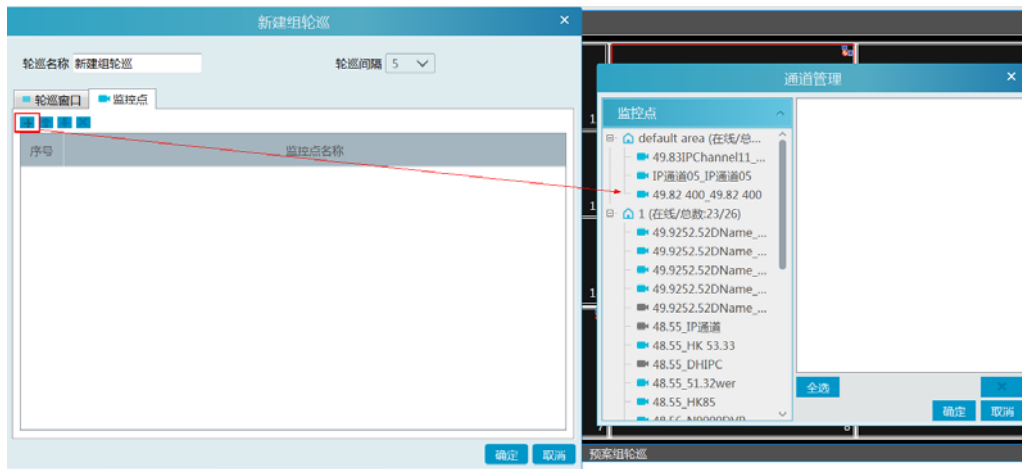 新建组轮巡
轮巡名称 新建组轮巡
轮巡间隔 5
轮巡窗口 监控点
序号 监控点名称
确定 取消
通道管理
监控点
default area (在线/总...
49.83IPChannel11_...
IP通道05_IP通道05
49.82 400_49.82 400
1 (在线/总数:23/26)
49.9252.52DName_...
49.9252.52DName_...
49.9252.52DName_...
49.9252.52DName_...
49.9252.52DName_...
48.55_IP通道
48.55_HK 53.33
48.55_DHIPC
48.55_51.32wer
48.55_HK85
全选
确定 取消
预案组轮巡